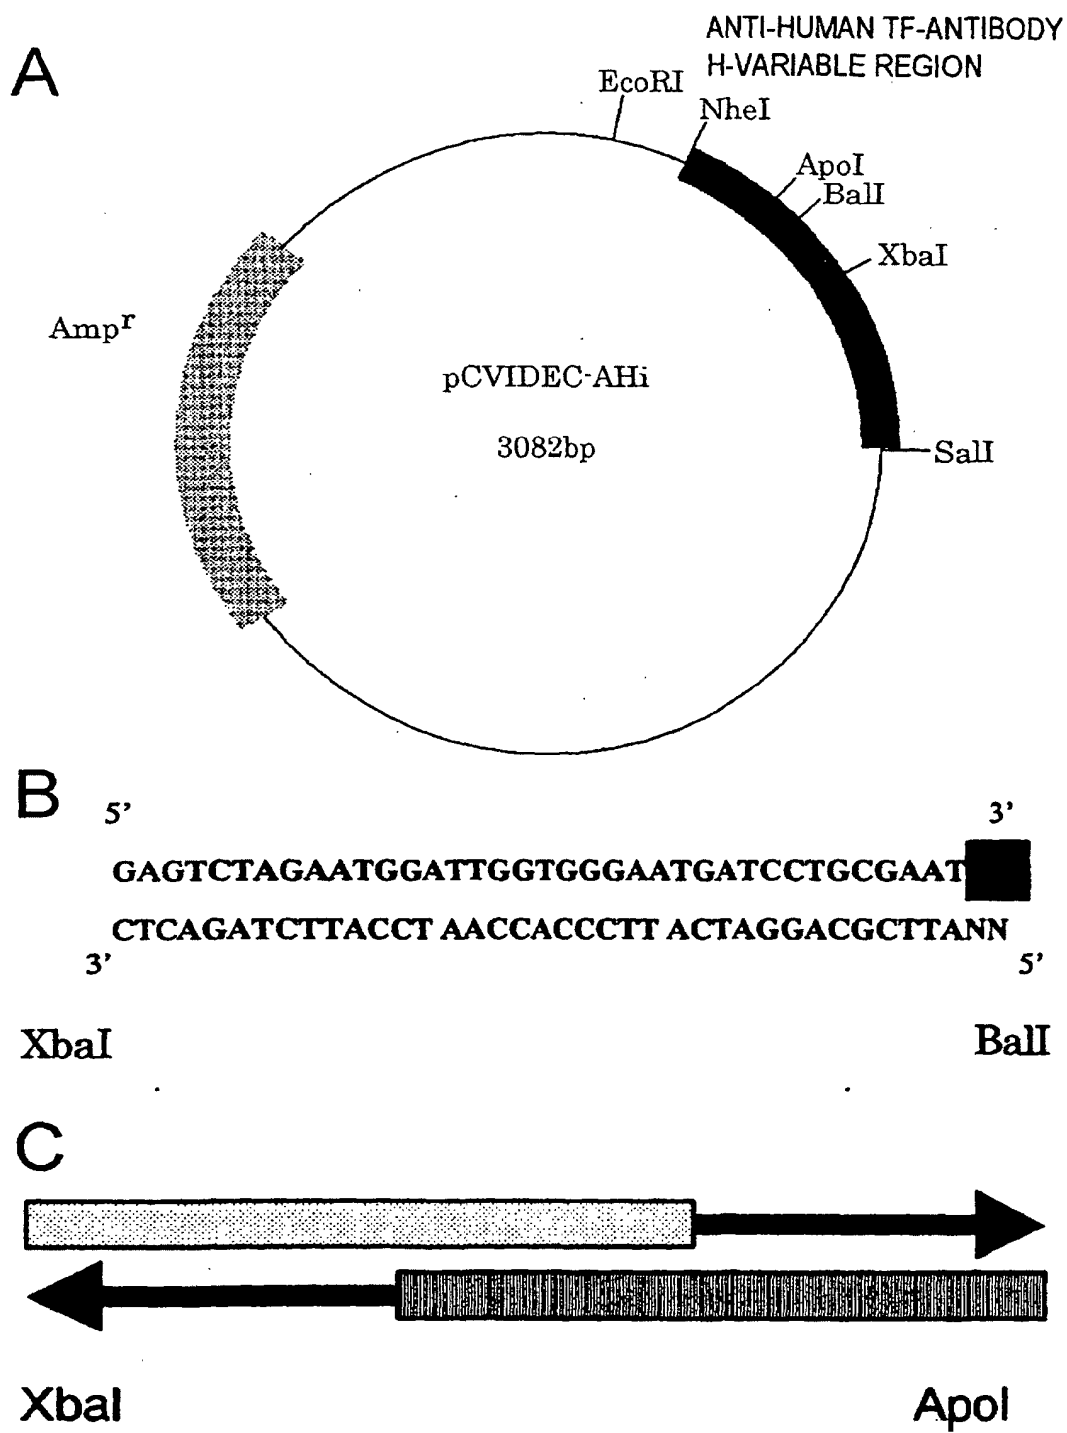 A
ANTI-HUMAN TF-ANTIBODY
H-VARIABLE REGION
EcoRI
NheI
ApoI
BalI
XbaI
Ampr
pCVIDEC-AHi
3082bp
SalI
B
5' 3'
GAGTCTAGAATGGATTGGTGGGAATGATCCTGCGAAT
CTCAGATCTTACCT AACCACCCTT ACTAGGACGCTTANN
3' 5'
XbaI BalI
C
XbaI ApoI